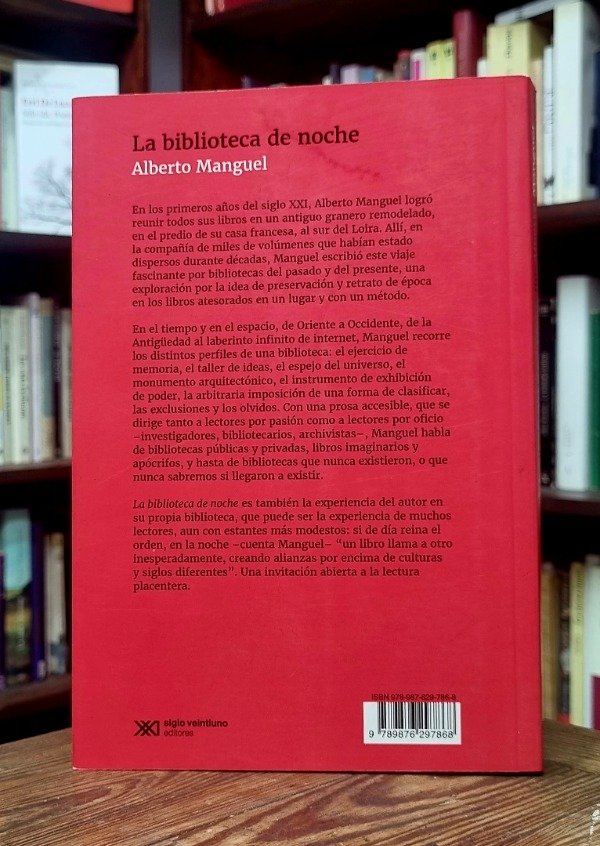 La biblioteca de noche
Alberto Manguel
En los primeros años del siglo XXI, Alberto Manguel logró
reunir todos sus libros en un antiguo granero remodelado,
en el predio de su casa francesa, al sur del Loira. Allí, en
la compañía de miles de volúmenes que habían estado
dispersos durante décadas, Manguel escribió este viaje
fascinante por bibliotecas del pasado y del presente, una
exploración por la idea de preservación y retrato de época
en los libros atesorados en un lugar y con un método.
En el tiempo y en el espacio, de Oriente a Occidente, de la
Antigüedad al laberinto infinito de internet, Manguel recorre
los distintos perfiles de una biblioteca: el ejercicio de
memoria, el taller de ideas, el espejo del universo, el
monumento arquitectónico, el instrumento de exhibición
de poder, la arbitraria imposición de una forma de clasificar,
las exclusiones y los olvidos. Con una prosa accesible, que se
dirige tanto a lectores por pasión como a lectores por oficio
–investigadores, bibliotecarios, archivistas–, Manguel habla
de bibliotecas públicas y privadas, libros imaginarios y
apócrifos, y hasta de bibliotecas que nunca existieron, o que
nunca sabremos si llegaron a existir.
La biblioteca de noche es también la experiencia del autor en
su propia biblioteca, que puede ser la experiencia de muchos
lectores, aun con estantes más modestos: si de día reina el
orden, en la noche –cuenta Manguel– “un libro llama a otro
inesperadamente, creando alianzas por encima de culturas
y siglos diferentes”. Una invitación abierta a la lectura
placentera.
siglo veintiuno
editores
ISBN 978-987-629-786-8
9 789876 297868